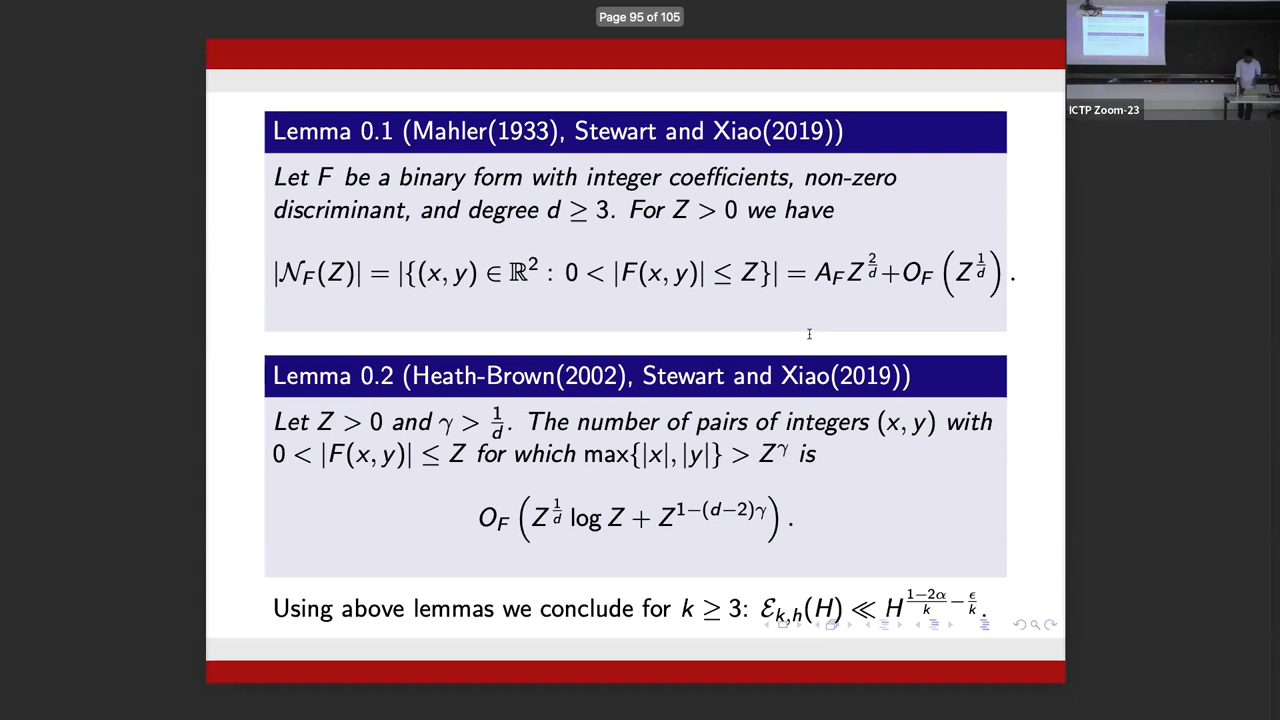 Page 95 of 105
ICTP Zoom-23
Lemma 0.1 (Mahler(1933), Stewart and Xiao(2019))
Let F be a binary form with integer coefficients, non-zero
discriminant, and degree d ≥ 3. For Z > 0 we have
|𝒩_F(Z)| = |{(x, y) ∈ ℝ² : 0 < |F(x, y)| ≤ Z}| = A_F Z^{2/d} + O_F (Z^{1/d}) .
Lemma 0.2 (Heath-Brown(2002), Stewart and Xiao(2019))
Let Z > 0 and γ > 1/d. The number of pairs of integers (x, y) with
0 < |F(x, y)| ≤ Z for which max{|x|, |y|} > Z^γ is
O_F (Z^{1/d} log Z + Z^{1−(d−2)γ}) .
Using above lemmas we conclude for k ≥ 3: ℰ_{k,h}(H) ≪ H^{(1−2α)/k − ϵ/k}.